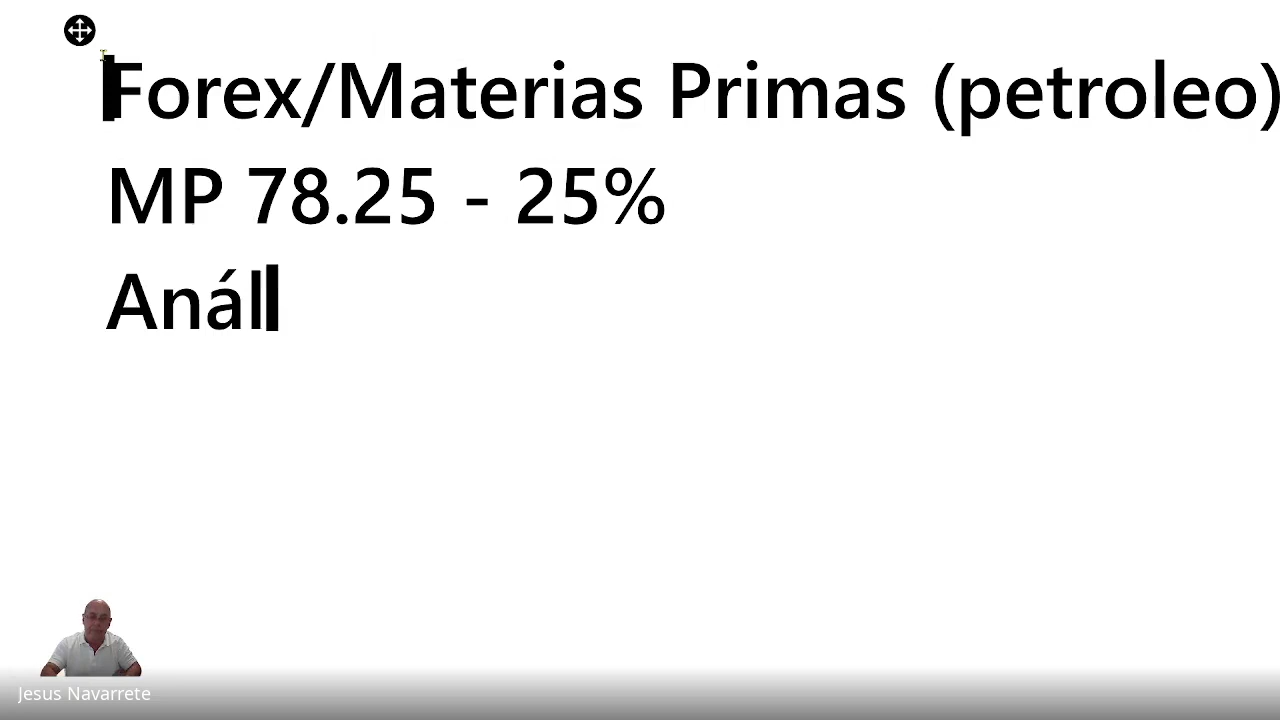 Forex/Materias Primas (petroleo)
MP 78.25 - 25%
Anál
Jesus Navarrete